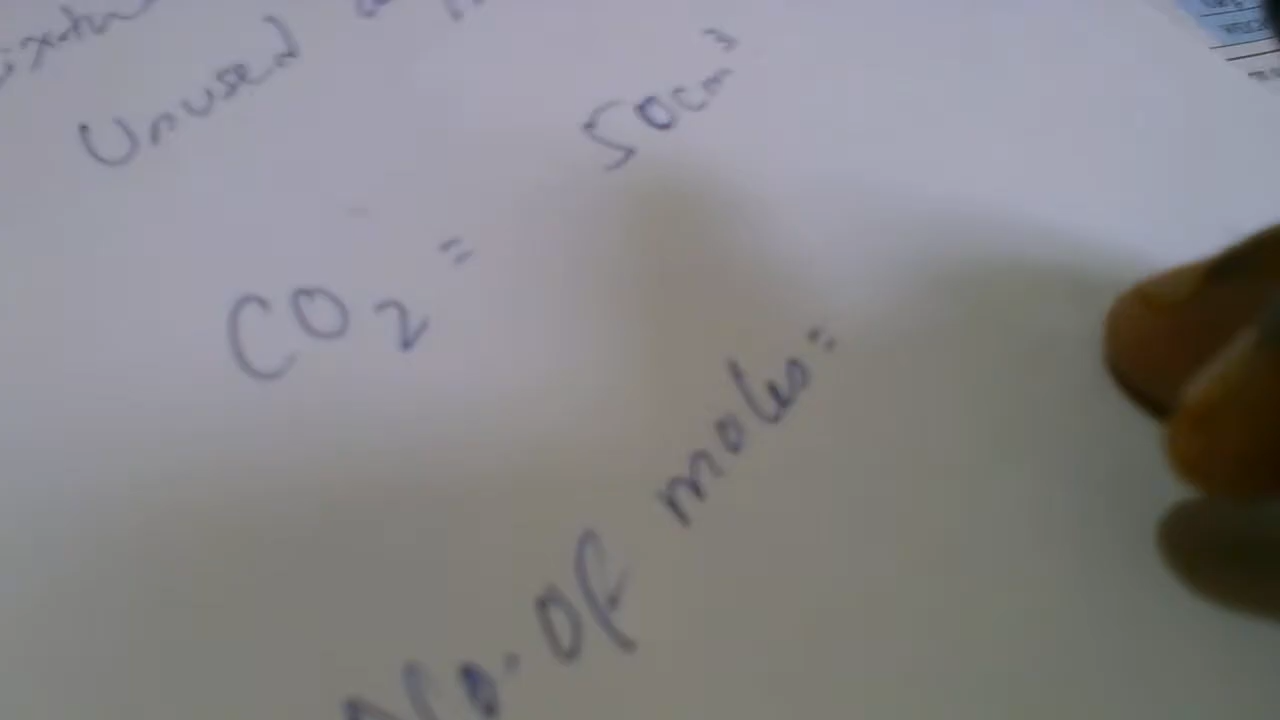 Unused
50cm³
CO₂ =
No. Of moles =